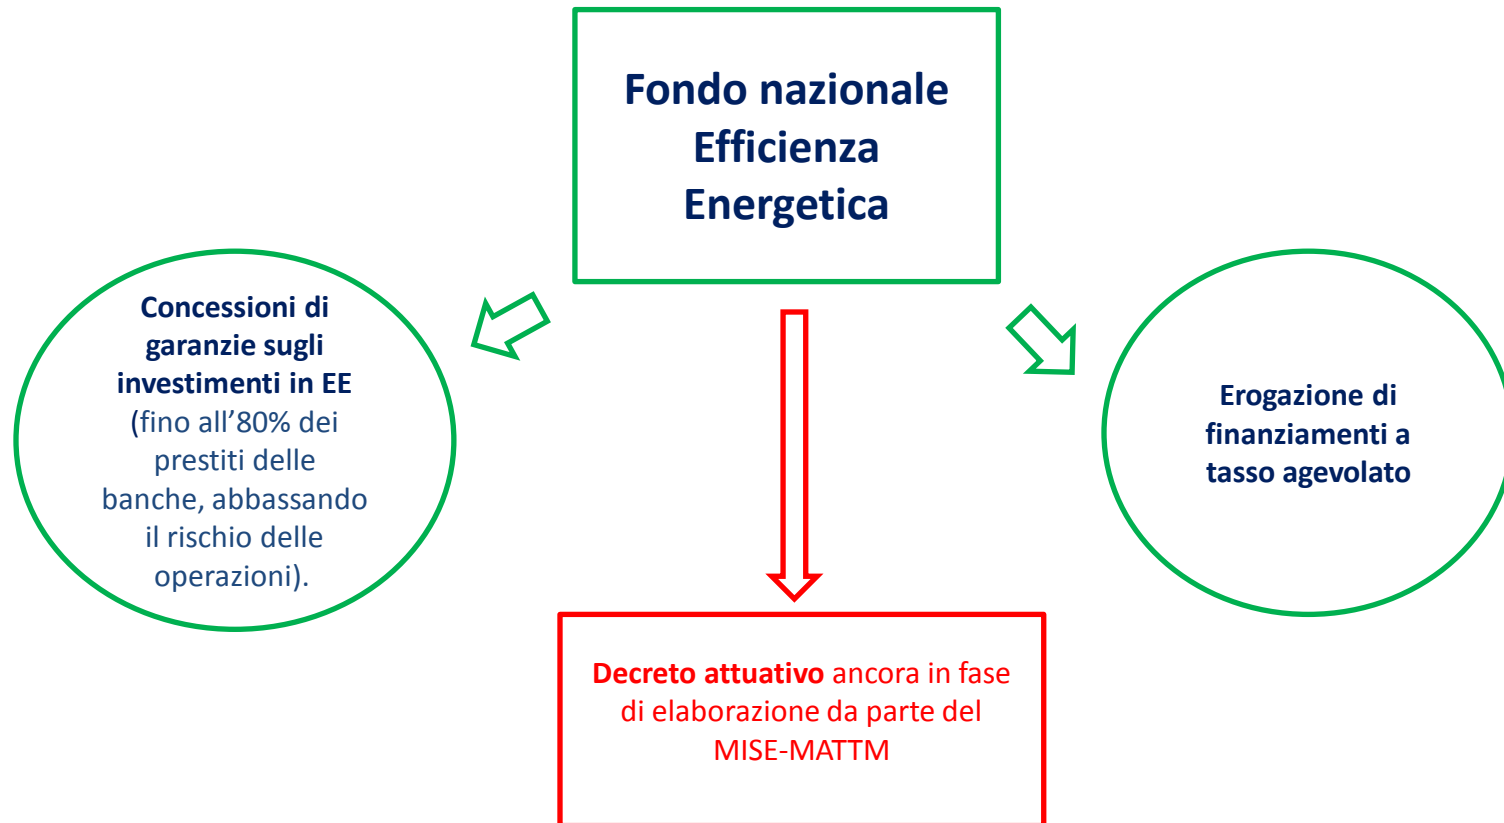 Fondo nazionale
Efficienza
Energetica
Concessioni di
garanzie sugli
investimenti in EE
(fino all’80% dei
prestiti delle
banche, abbassando
il rischio delle
operazioni).
Erogazione di
finanziamenti a
tasso agevolato
Decreto attuativo ancora in fase
di elaborazione da parte del
MISE-MATTM